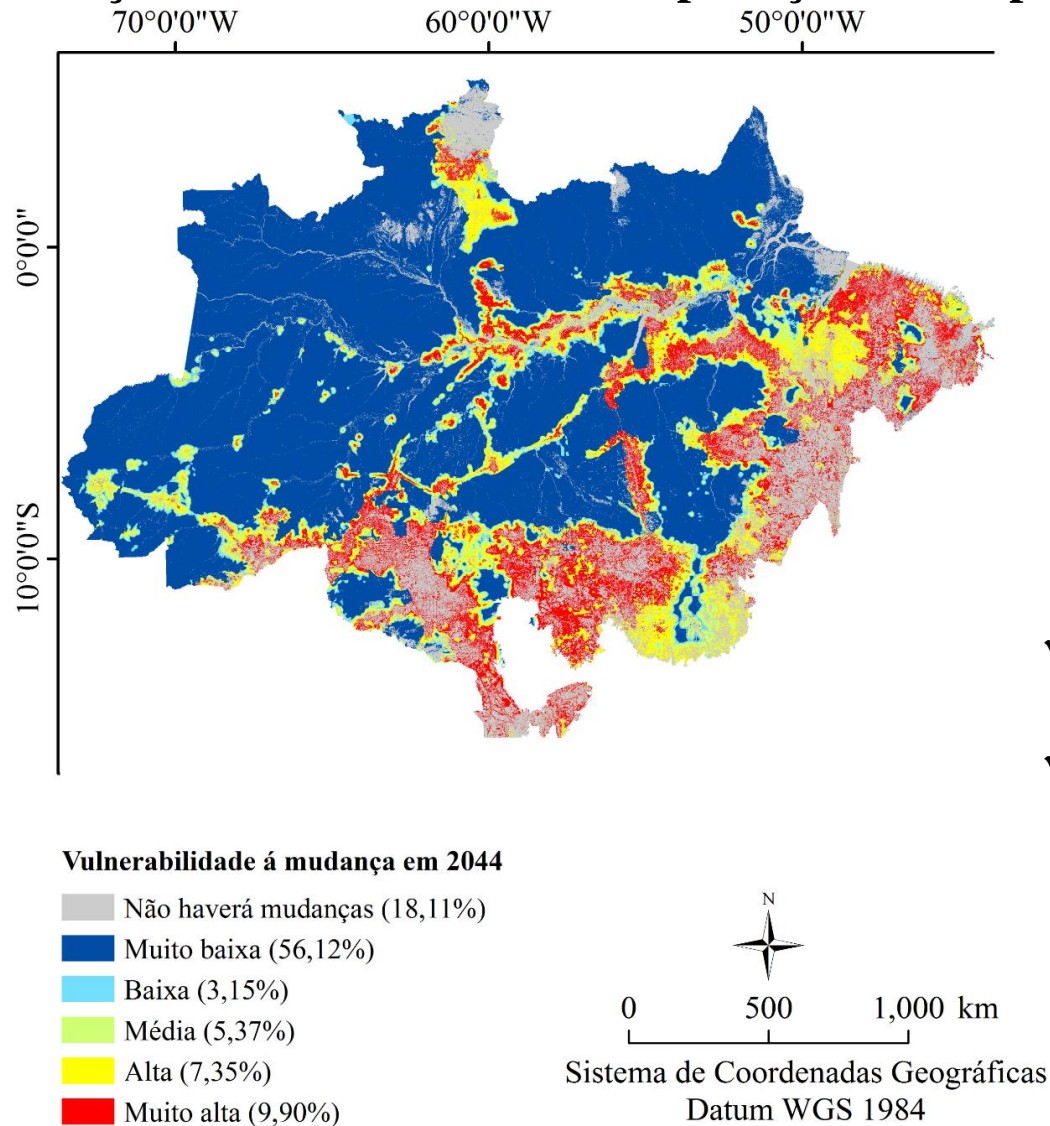 70°0'0"W 60°0'0"W 50°0'0"W
0°0'0"
10°0'0"S
Vulnerabilidade á mudança em 2044
Não haverá mudanças (18,11%)
Muito baixa (56,12%)
Baixa (3,15%)
Média (5,37%)
Alta (7,35%)
Muito alta (9,90%)
N
0 500 1,000 km
Sistema de Coordenadas Geográficas
Datum WGS 1984